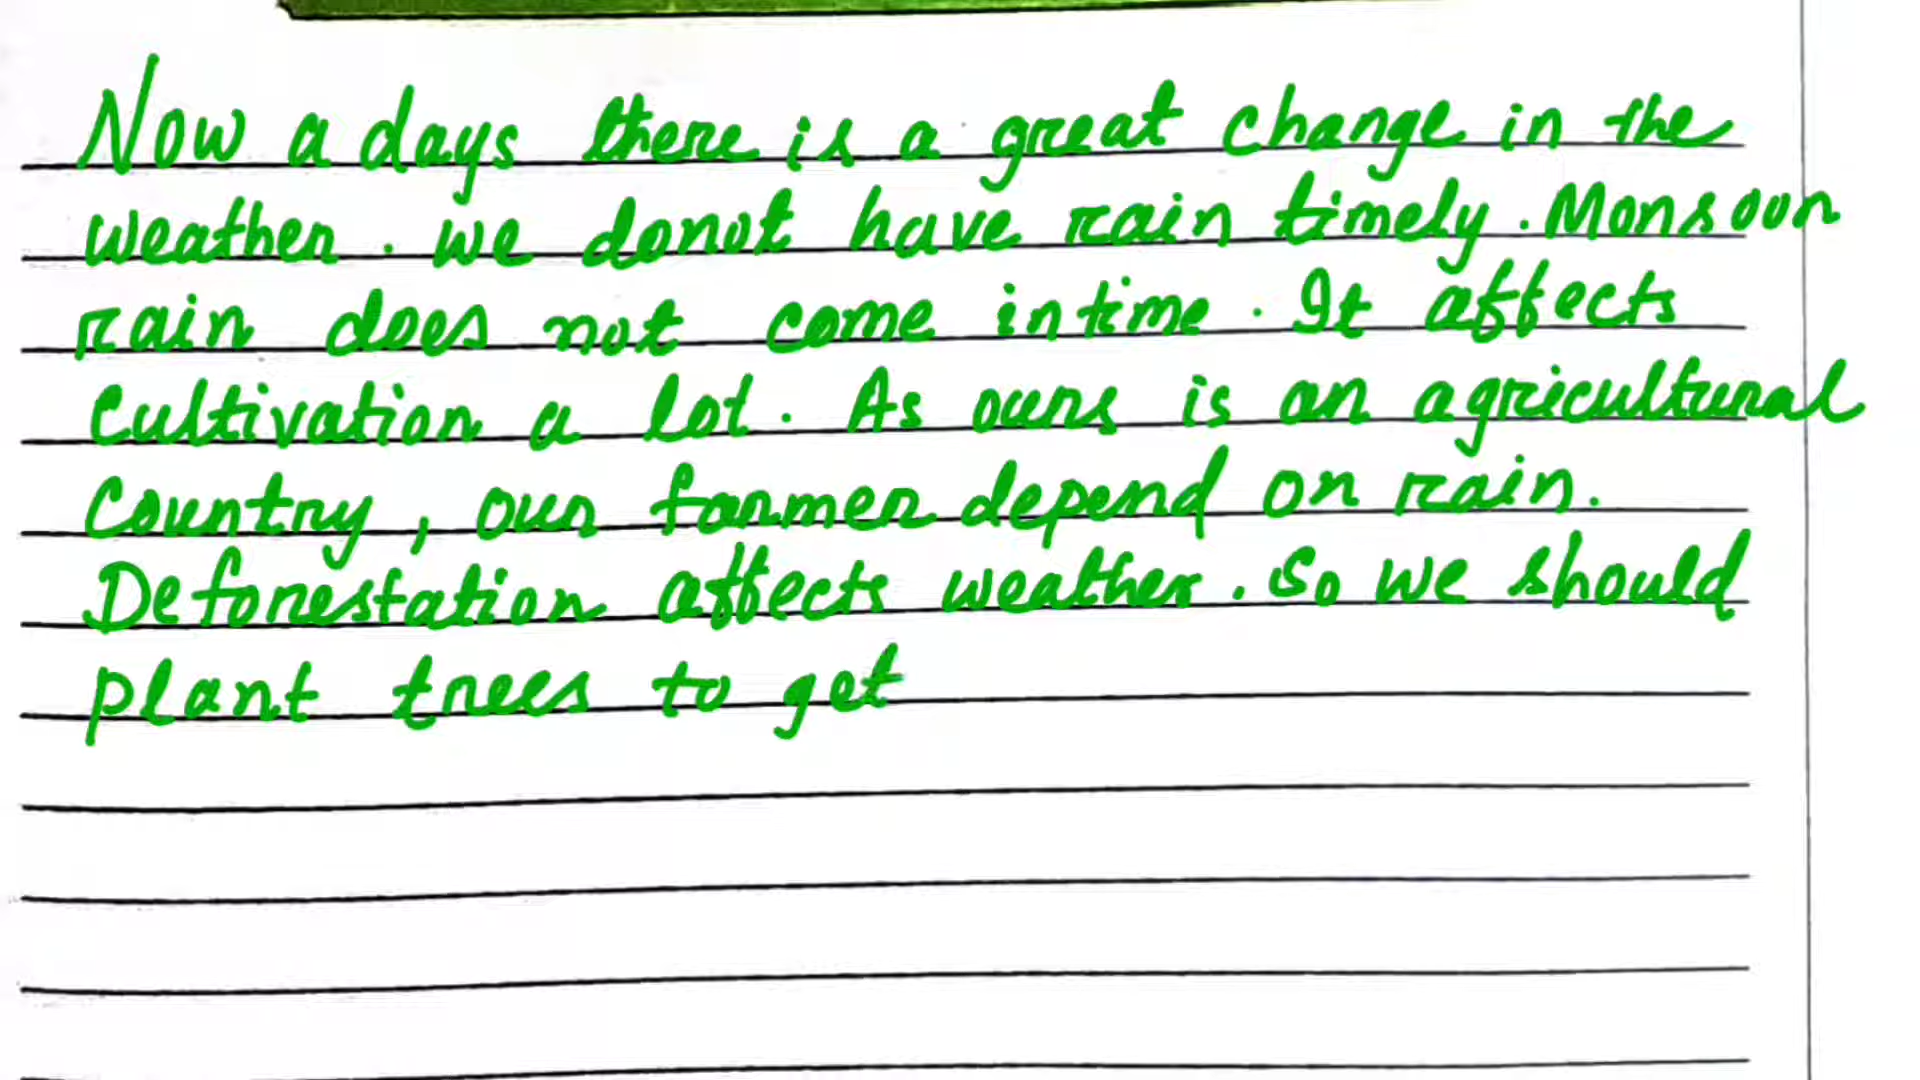 Now a days there is a great change in the
weather. we donot have rain timely. Monsoon
rain does not come in time. It affects
Cultivation a lot. As ours is an agricultural
Country, our farmer depend on rain.
Deforestation affects weather. So we should
plant trees to get